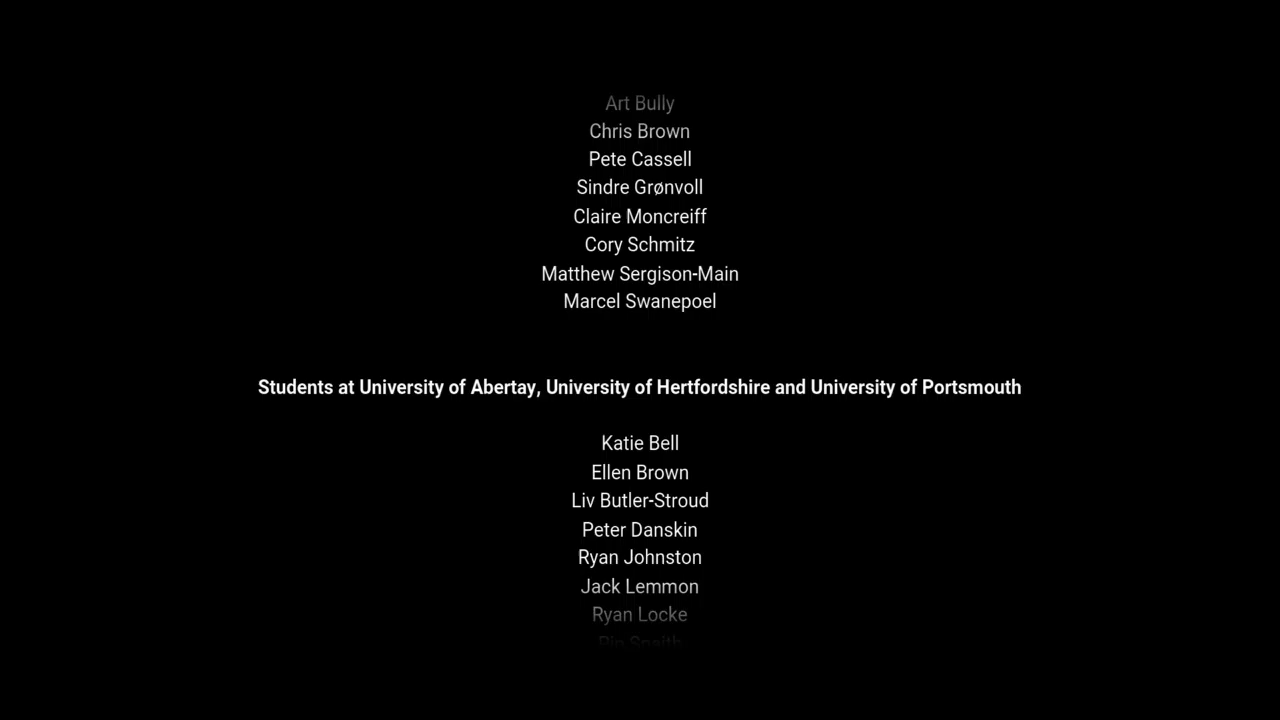 Art Bully
Chris Brown
Pete Cassell
Sindre Grønvoll
Claire Moncreiff
Cory Schmitz
Matthew Sergison-Main
Marcel Swanepoel
Students at University of Abertay, University of Hertfordshire and University of Portsmouth
Katie Bell
Ellen Brown
Liv Butler-Stroud
Peter Danskin
Ryan Johnston
Jack Lemmon
Ryan Locke
Pip Snaith